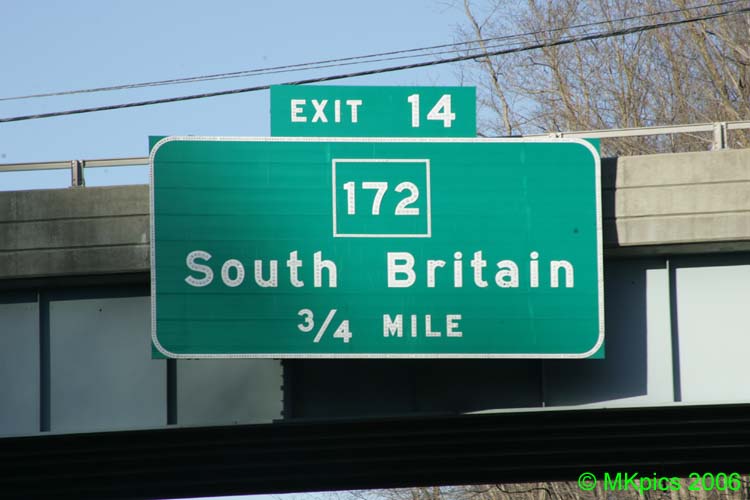 EXIT 14
172
South Britain
3/4 MILE
© MKpics 2006